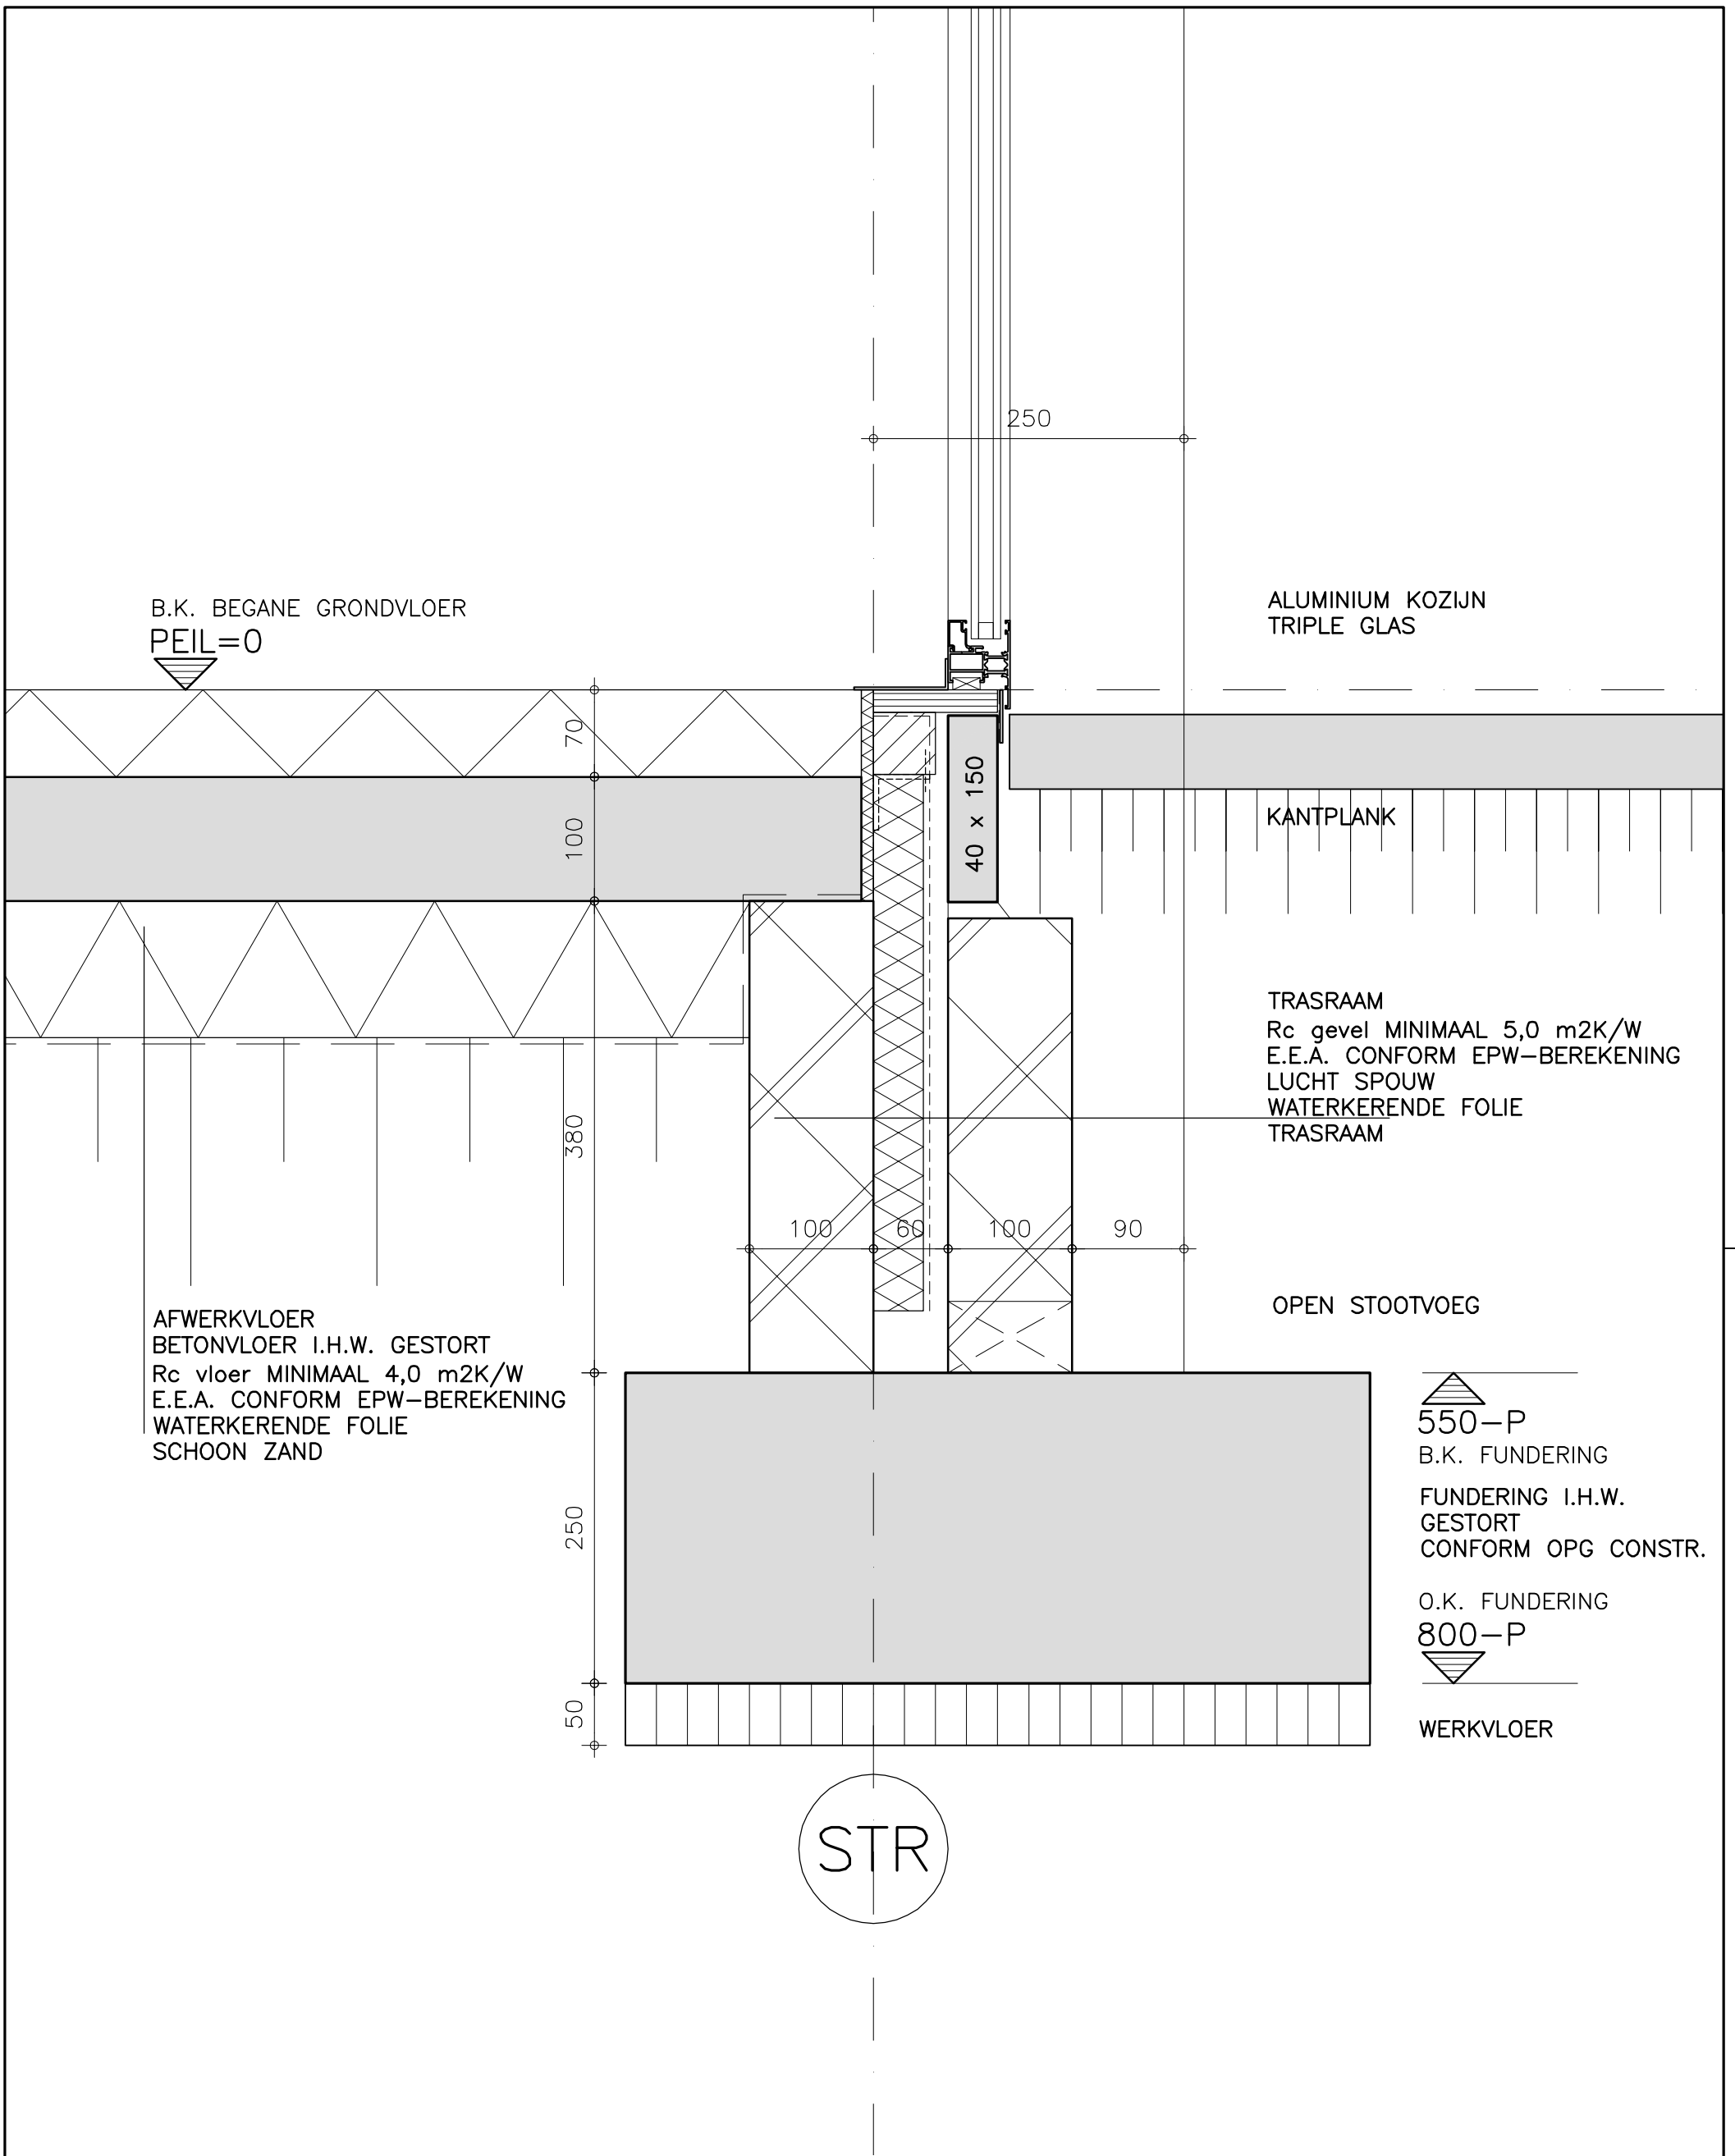 250
B.K. BEGANE GRONDVLOER
PEIL=0
ALUMINIUM KOZIJN
TRIPLE GLAS
70
100
40 x 150
KANTPLANK
380
TRASRAAM
Rc gevel MINIMAAL 5,0 m2K/W
E.E.A. CONFORM EPW-BEREKENING
LUCHT SPOUW
WATERKERENDE FOLIE
TRASRAAM
100
60
100
90
AFWERKVLOER
BETONVLOER I.H.W. GESTORT
Rc vloer MINIMAAL 4,0 m2K/W
E.E.A. CONFORM EPW-BEREKENING
WATERKERENDE FOLIE
SCHOON ZAND
OPEN STOOTVOEG
550-P
B.K. FUNDERING
FUNDERING I.H.W.
GESTORT
CONFORM OPG CONSTR.
250
O.K. FUNDERING
800-P
50
WERKVLOER
STR